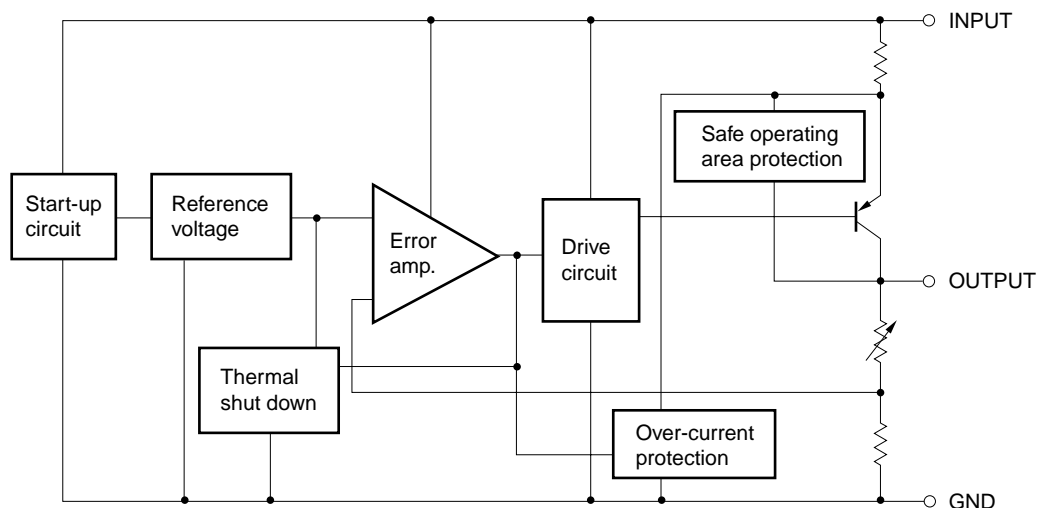 INPUT
Safe operating
area protection
Start-up
circuit
Reference
voltage
Error
amp.
Drive
circuit
OUTPUT
Thermal
shut down
Over-current
protection
GND